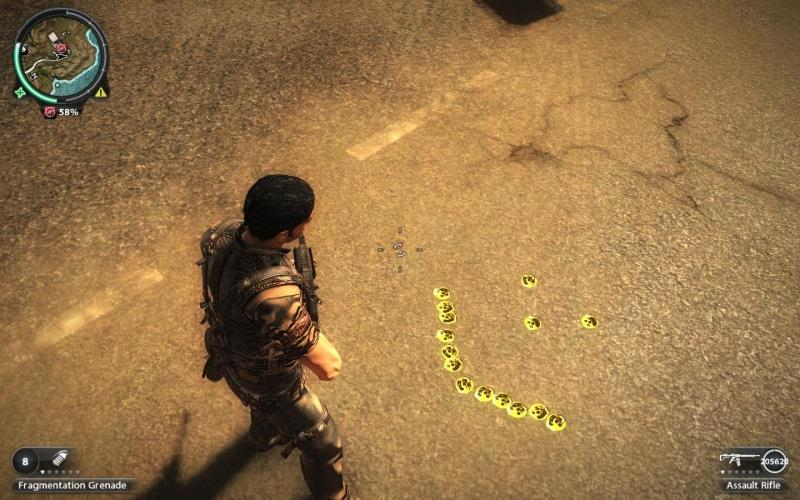 58%
8
Fragmentation Grenade
205620
Assault Rifle